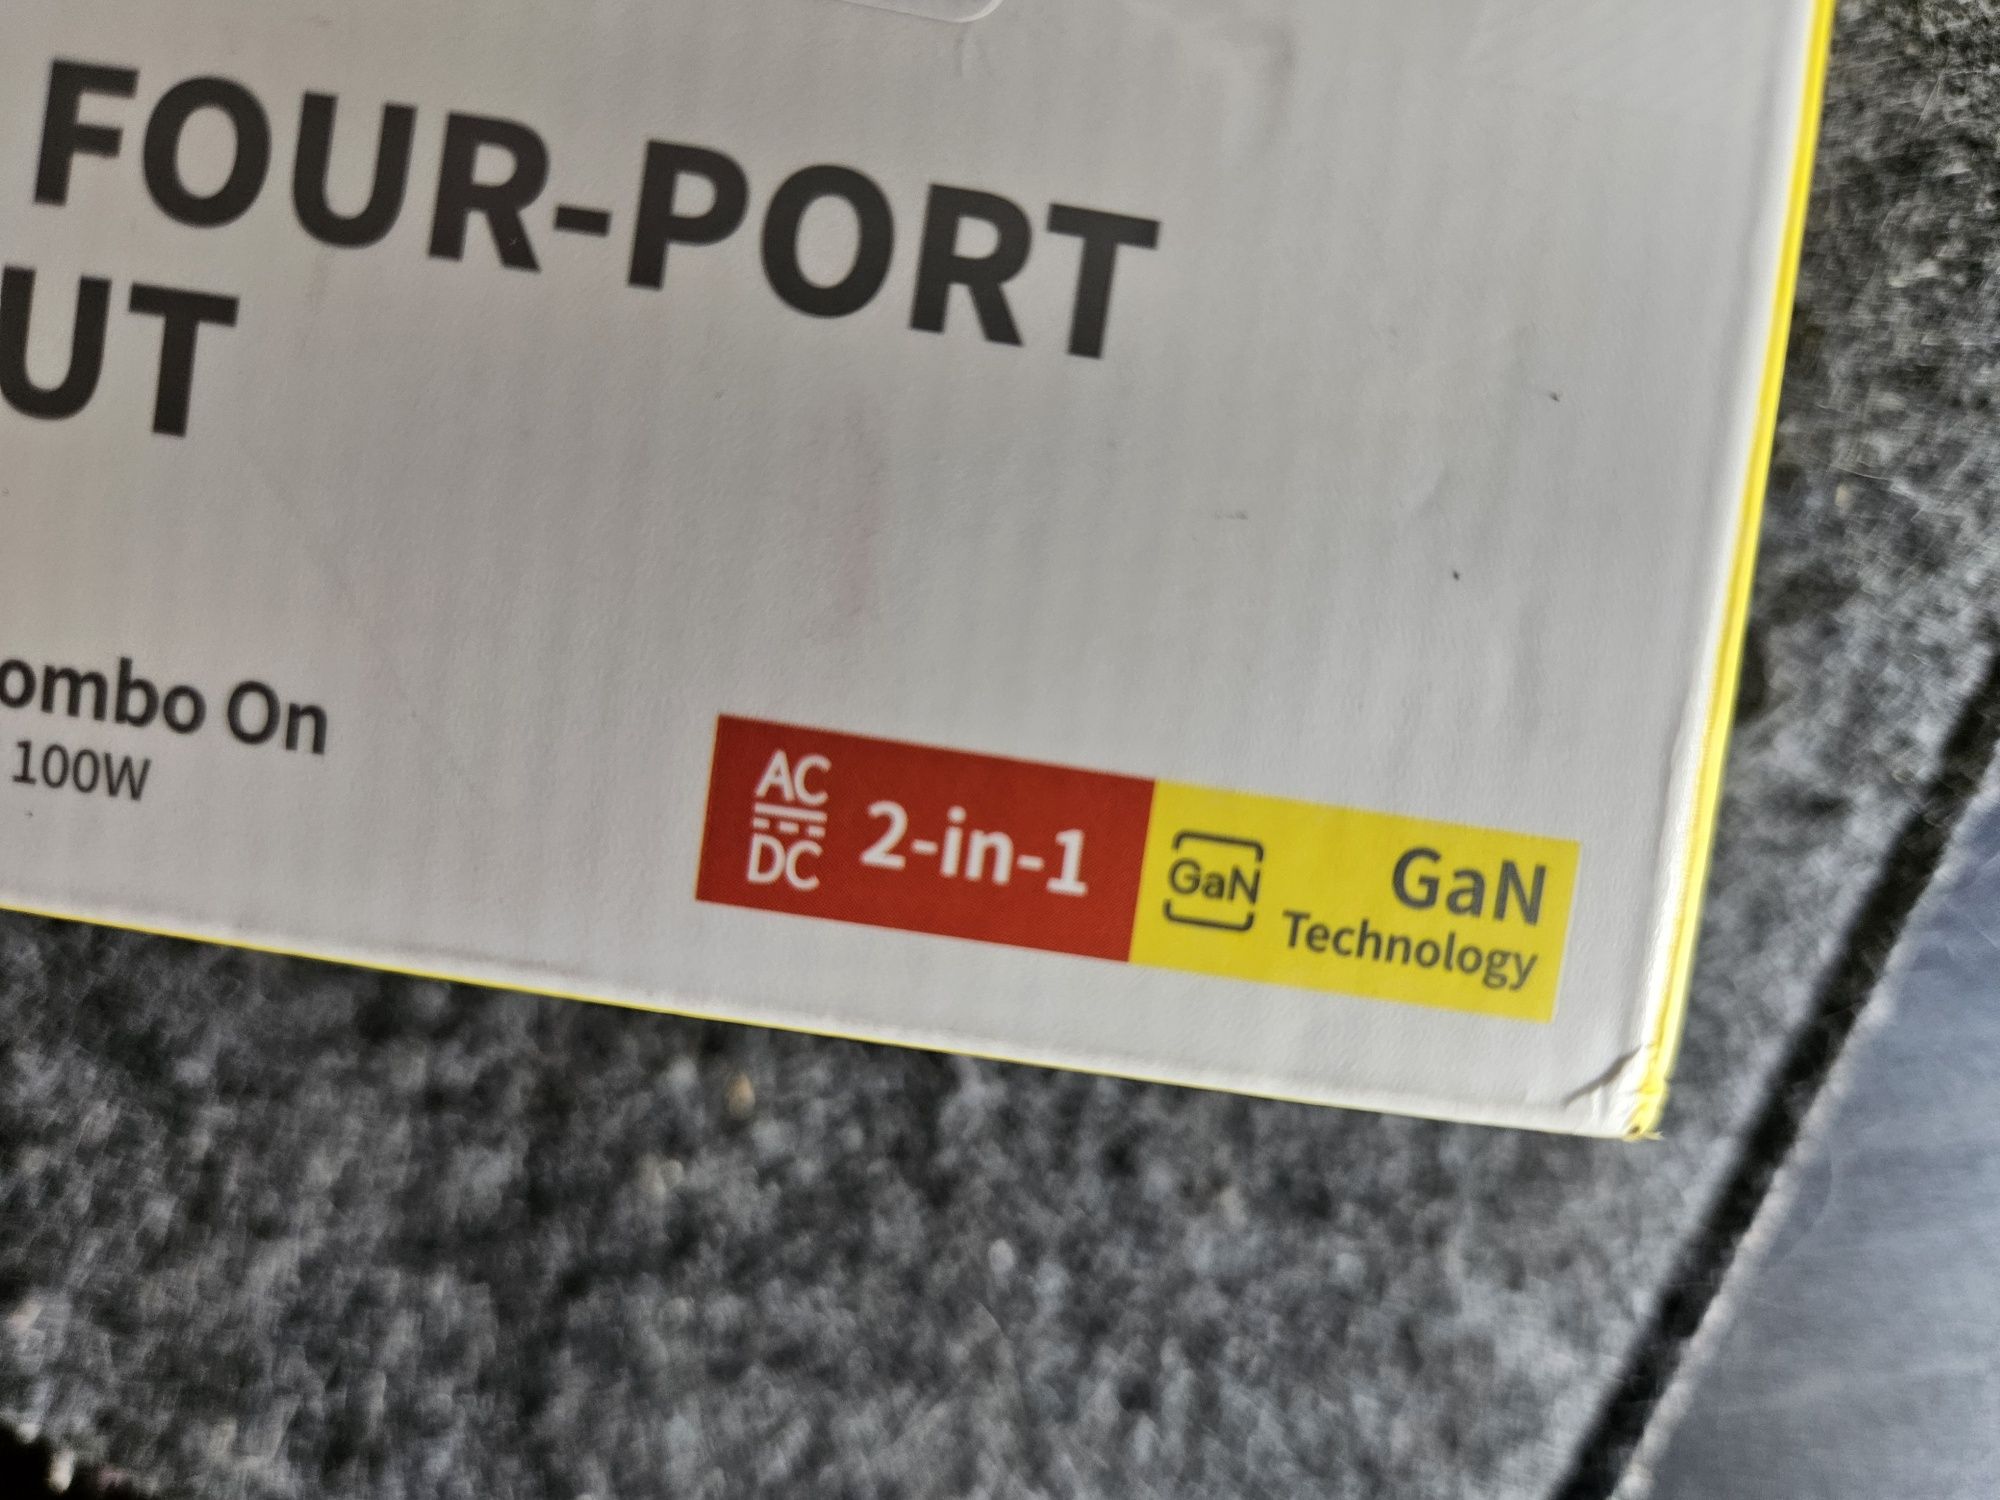 FOUR-PORT
UT
ombo On
100W
AC
DC
2-in-1
GaN
GaN
Technology